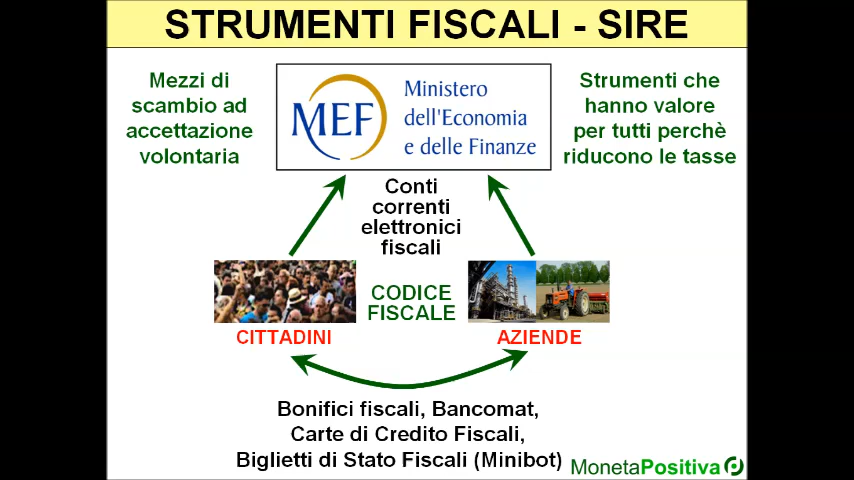 STRUMENTI FISCALI - SIRE
Mezzi di
scambio ad
accettazione
volontaria
MEF
Ministero
dell'Economia
e delle Finanze
Strumenti che
hanno valore
per tutti perchè
riducono le tasse
Conti
correnti
elettronici
fiscali
CODICE
FISCALE
CITTADINI
AZIENDE
Bonifici fiscali, Bancomat,
Carte di Credito Fiscali,
Biglietti di Stato Fiscali (Minibot)
MonetaPositiva